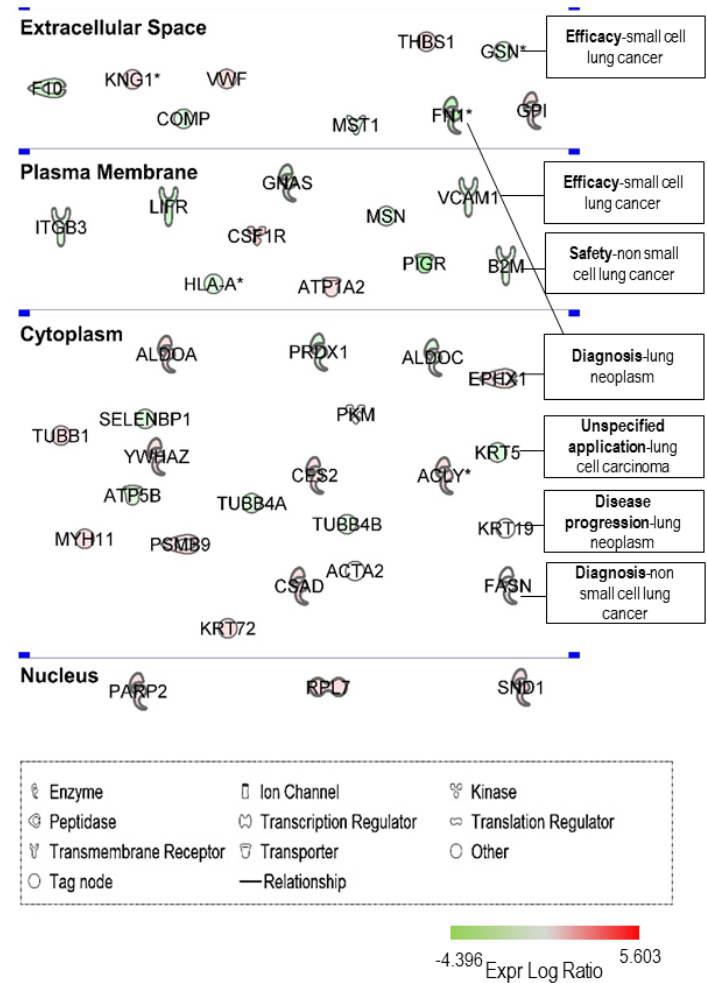 Extracellular Space
THBS1
GSN*
Efficacy-small cell
lung cancer
F10
KNG1*
VWF
COMP
MST1
FN1*
GPI
Plasma Membrane
GNAS
LIFR
VCAM1
Efficacy-small cell
lung cancer
ITGB3
CSF1R
MSN
PIGR
B2M
Safety-non small
cell lung cancer
HLA-A*
ATP1A2
Cytoplasm
ALDOA
PRDX1
ALDOC
EPHX1
Diagnosis-lung
neoplasm
SELENBP1
PKM
TUBB1
YWHAZ
KRT5
Unspecified
application-lung
cell carcinoma
CES2
ACLY*
ATP5B
TUBB4A
TUBB4B
KRT19
Disease
progression-lung
neoplasm
MYH11
PSMB9
CSAD
ACTA2
FASN
Diagnosis-non
small cell lung
cancer
KRT72
Nucleus
PARP2
RPL7
SND1
Enzyme
Ion Channel
Kinase
Peptidase
Transcription Regulator
Translation Regulator
Transmembrane Receptor
Transporter
Other
Tag node
Relationship
-4.396
Expr Log Ratio
5.603